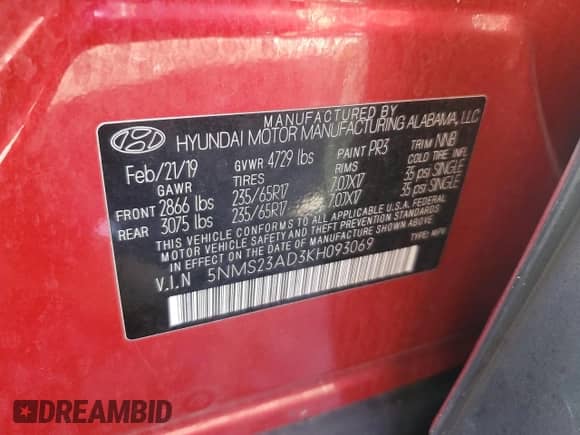 MANUFACTURED BY
HYUNDAI MOTOR MANUFACTURING ALABAMA, LLC
Feb/21/19 GVWR 4729 lbs PAINT PR3 TRIM NNB
GAWR TIRES RIMS COLD TIRE INFL.
FRONT 2866 lbs 235/65R17 7.0JX17 35 psi SINGLE
REAR 3075 lbs 235/65R17 7.0JX17 35 psi SINGLE
THIS VEHICLE CONFORMS TO ALL APPLICABLE U.S.A. FEDERAL
MOTOR VEHICLE SAFETY AND THEFT PREVENTION STANDARDS
IN EFFECT ON THE DATE OF MANUFACTURE SHOWN ABOVE.
V.I.N 5NMS23AD3KH093069 TYPE: MPV
DREAMBID